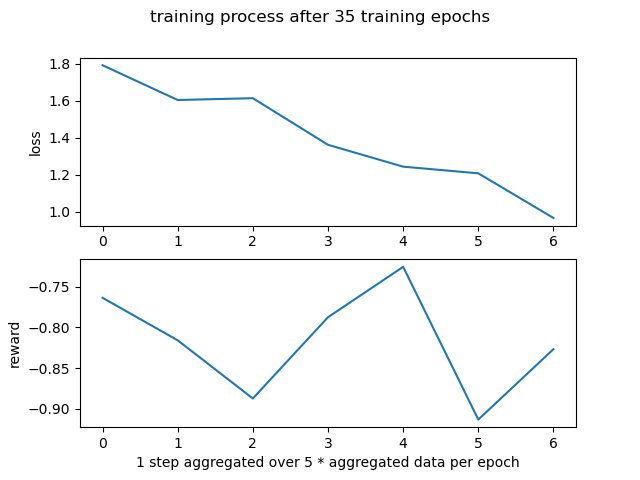 training process after 35 training epochs
1.8
1.6
1.4
1.2
1.0
loss
0 1 2 3 4 5 6
−0.75
−0.80
−0.85
−0.90
reward
0 1 2 3 4 5 6
1 step aggregated over 5 * aggregated data per epoch